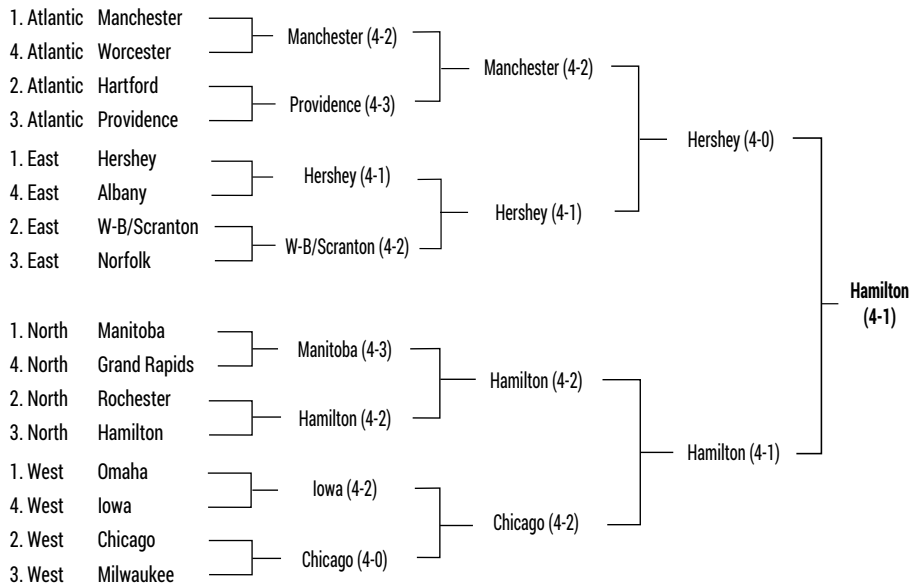 1. Atlantic Manchester
4. Atlantic Worcester
2. Atlantic Hartford
3. Atlantic Providence
1. East Hershey
4. East Albany
2. East W-B/Scranton
3. East Norfolk
1. North Manitoba
4. North Grand Rapids
2. North Rochester
3. North Hamilton
1. West Omaha
4. West Iowa
2. West Chicago
3. West Milwaukee
Manchester (4-2)
Providence (4-3)
Hershey (4-1)
W-B/Scranton (4-2)
Manitoba (4-3)
Hamilton (4-2)
Iowa (4-2)
Chicago (4-0)
Manchester (4-2)
Hershey (4-1)
Hamilton (4-2)
Chicago (4-2)
Hershey (4-0)
Hamilton (4-1)
Hamilton
(4-1)